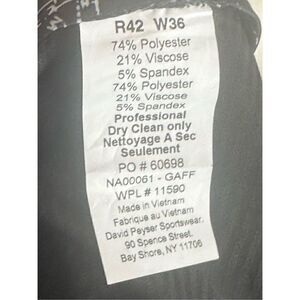 R42 W36
74% Polyester
21% Viscose
5% Spandex
74% Polyester
21% Viscose
5% Spandex
Professional
Dry Clean only
Nettoyage A Sec
Seulement
PO # 60698
NA00061 - GAFF
WPL # 11590
Made in Vietnam
Fabrique au Vietnam
David Peyser Sportswear.
90 Spence Street.
Bay Shore, NY 11706